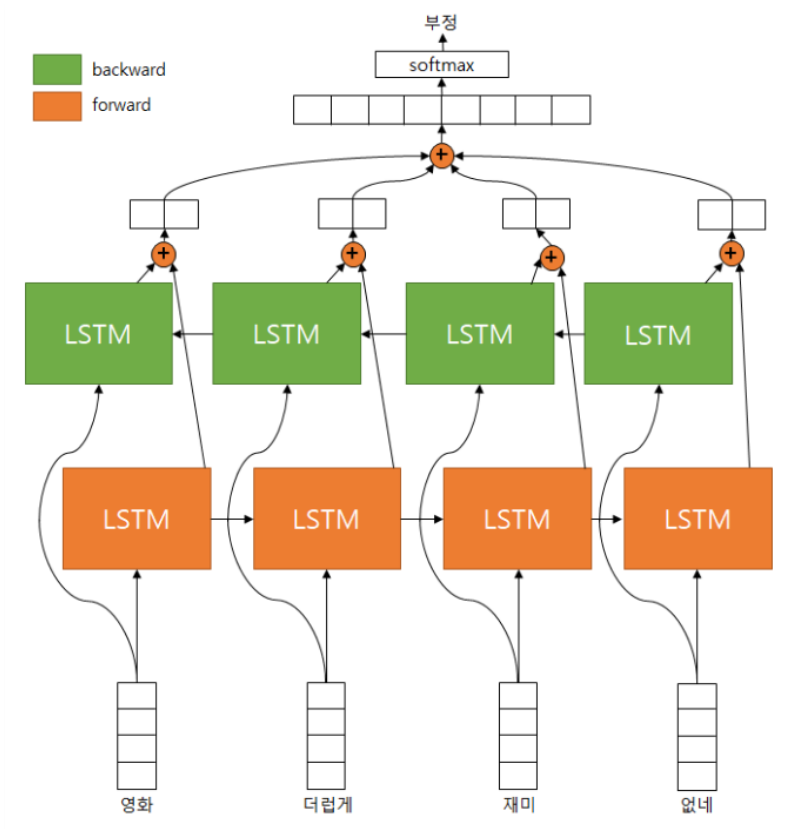 부정
softmax
backward
forward
+
+ + + +
LSTM LSTM LSTM LSTM
LSTM LSTM LSTM LSTM
영화 더럽게 재미 없네